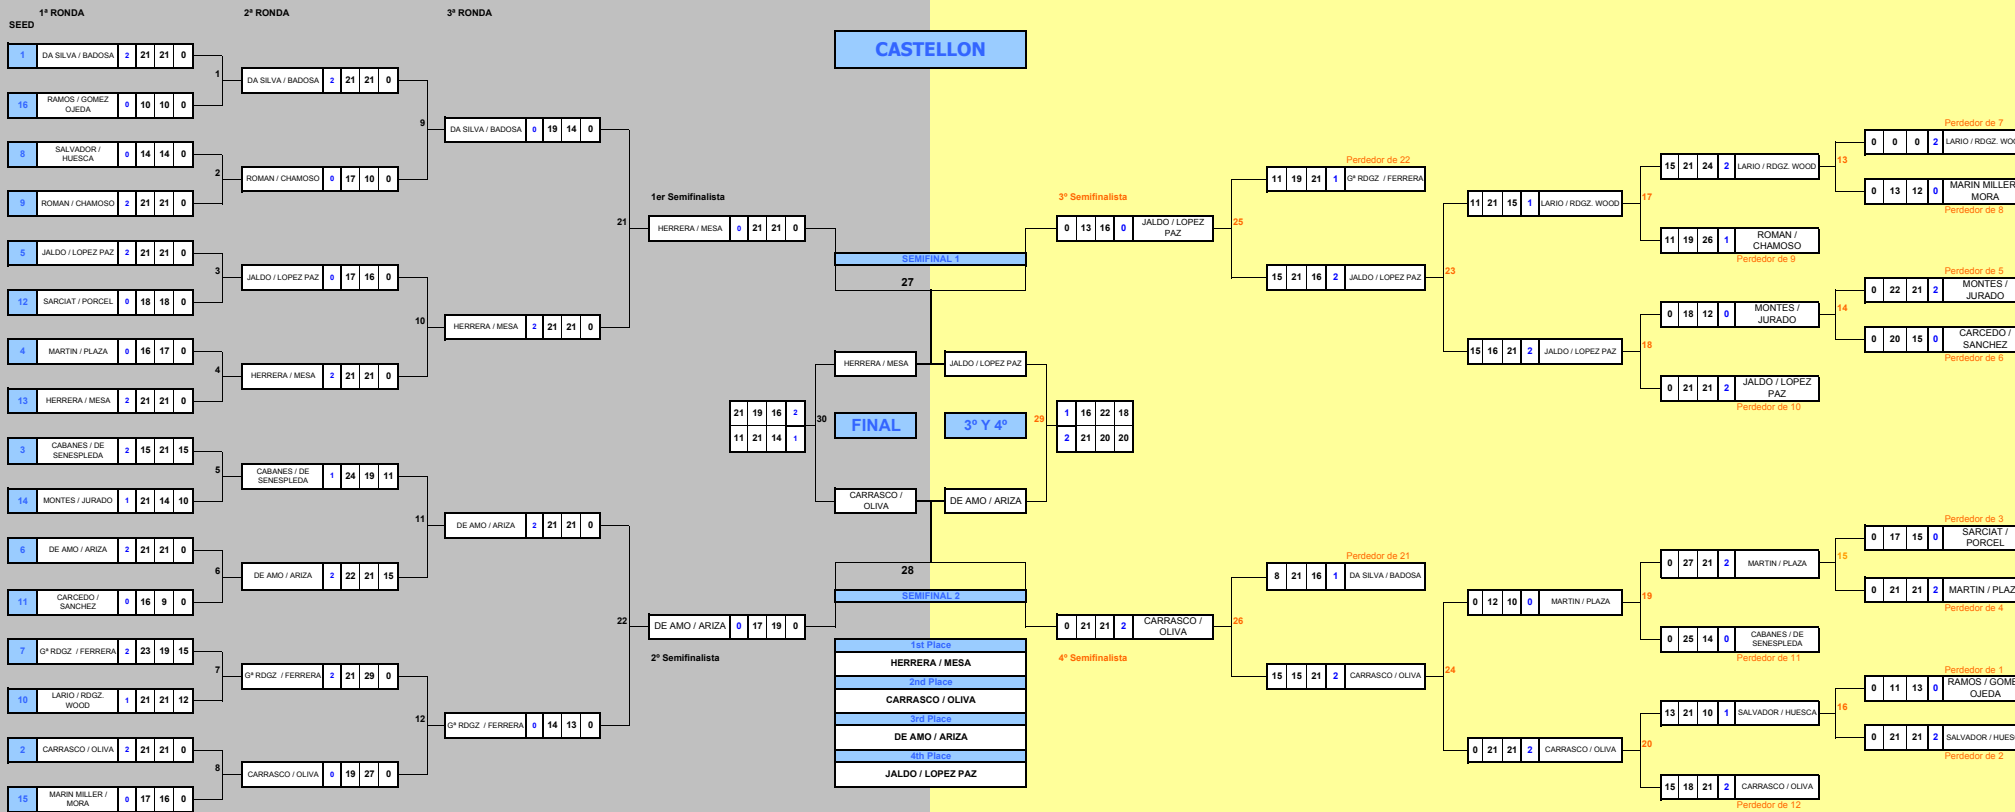 1ª RONDA
2ª RONDA
3ª RONDA
SEED
CASTELLON
1 DA SILVA / BADOSA 2 21 21 0
1
16 RAMOS / GOMEZ OJEDA 0 10 10 0
8 SALVADOR / HUESCA 0 14 14 0
2
9 ROMAN / CHAMOSO 2 21 21 0
5 JALDO / LOPEZ PAZ 2 21 21 0
3
12 SARCIAT / PORCEL 0 18 18 0
4 MARTIN / PLAZA 0 16 17 0
4
13 HERRERA / MESA 2 21 21 0
3 CABANES / DE SENESPLEDA 2 15 21 15
5
14 MONTES / JURADO 1 21 14 10
6 DE AMO / ARIZA 2 21 21 0
6
11 CARCEDO / SANCHEZ 0 16 9 0
7 Gª RDGZ / FERRERA 2 23 19 15
7
10 LARIO / RDGZ. WOOD 1 21 21 12
2 CARRASCO / OLIVA 2 21 21 0
8
15 MARIN MILLER / MORA 0 17 16 0
DA SILVA / BADOSA 2 21 21 0
9
ROMAN / CHAMOSO 0 17 10 0
JALDO / LOPEZ PAZ 0 17 16 0
10
HERRERA / MESA 2 21 21 0
CABANES / DE SENESPLEDA 1 24 19 11
11
DE AMO / ARIZA 2 22 21 15
Gª RDGZ / FERRERA 2 21 29 0
12
CARRASCO / OLIVA 0 19 27 0
DA SILVA / BADOSA 0 19 14 0
21
HERRERA / MESA 2 21 21 0
DE AMO / ARIZA 2 21 21 0
22
Gª RDGZ / FERRERA 0 14 13 0
1er Semifinalista
HERRERA / MESA 0 21 21 0
DE AMO / ARIZA 0 17 19 0
2º Semifinalista
SEMIFINAL 1
27
HERRERA / MESA
JALDO / LOPEZ PAZ
21 19 16 2
11 21 14 1
30
FINAL
3º Y 4º
29
1 16 22 18
2 21 20 20
CARRASCO / OLIVA
DE AMO / ARIZA
28
SEMIFINAL 2
1st Place
HERRERA / MESA
2nd Place
CARRASCO / OLIVA
3rd Place
DE AMO / ARIZA
4th Place
JALDO / LOPEZ PAZ
3º Semifinalista
0 13 16 0 JALDO / LOPEZ PAZ
0 21 21 2 CARRASCO / OLIVA
4º Semifinalista
Perdedor de 22
11 19 21 1 Gª RDGZ / FERRERA
25
15 21 16 2 JALDO / LOPEZ PAZ
Perdedor de 21
8 21 16 1 DA SILVA / BADOSA
26
15 15 21 2 CARRASCO / OLIVA
11 21 15 1 LARIO / RDGZ. WOOD
23
15 16 21 2 JALDO / LOPEZ PAZ
0 12 10 0 MARTIN / PLAZA
24
0 21 21 2 CARRASCO / OLIVA
15 21 24 2 LARIO / RDGZ. WOOD
17
11 19 26 1 ROMAN / CHAMOSO
Perdedor de 9
0 18 12 0 MONTES / JURADO
18
0 21 21 2 JALDO / LOPEZ PAZ
Perdedor de 10
0 27 21 2 MARTIN / PLAZA
19
0 25 14 0 CABANES / DE SENESPLEDA
Perdedor de 11
13 21 10 1 SALVADOR / HUESCA
20
15 18 21 2 CARRASCO / OLIVA
Perdedor de 12
Perdedor de 7
0 0 0 2 LARIO / RDGZ. WOO
13
0 13 12 0 MARIN MILLER MORA
Perdedor de 8
Perdedor de 5
0 22 21 2 MONTES / JURADO
14
0 20 15 0 CARCEDO / SANCHEZ
Perdedor de 6
Perdedor de 3
0 17 15 0 SARCIAT / PORCEL
15
0 21 21 2 MARTIN / PLAZ
Perdedor de 4
Perdedor de 1
0 11 13 0 RAMOS / GOME OJEDA
16
0 21 21 2 SALVADOR / HUES
Perdedor de 2